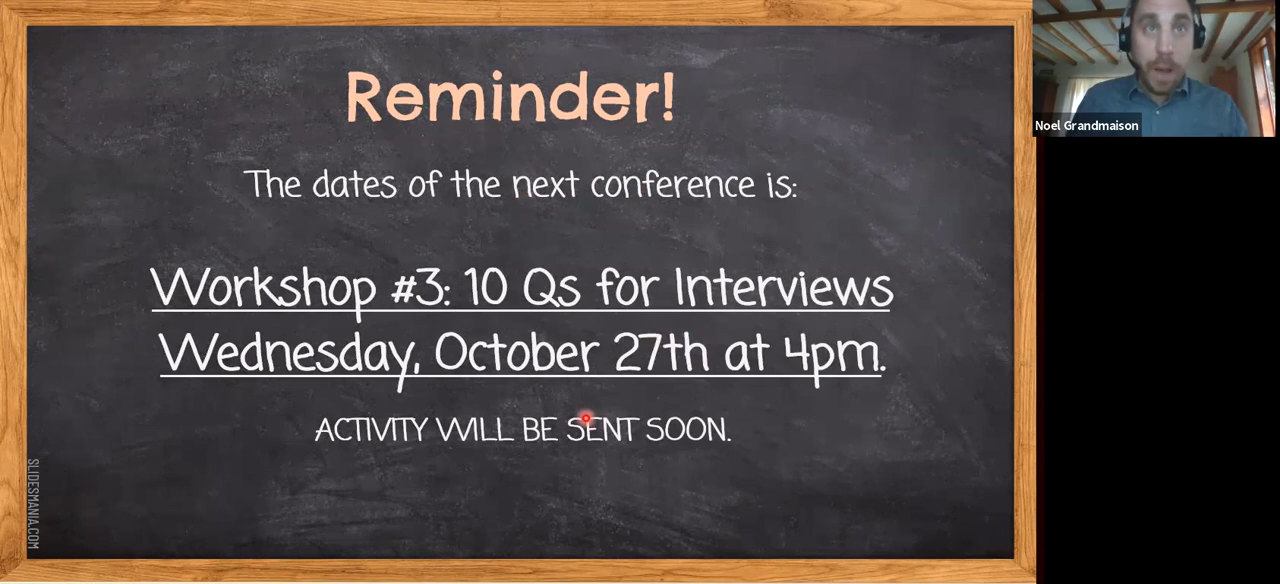 Reminder!
The dates of the next conference is:
Workshop #3: 10 Qs for Interviews
Wednesday, October 27th at 4pm.
ACTIVITY WILL BE SENT SOON.
SLIDESMANIA.COM
Noel Grandmaison